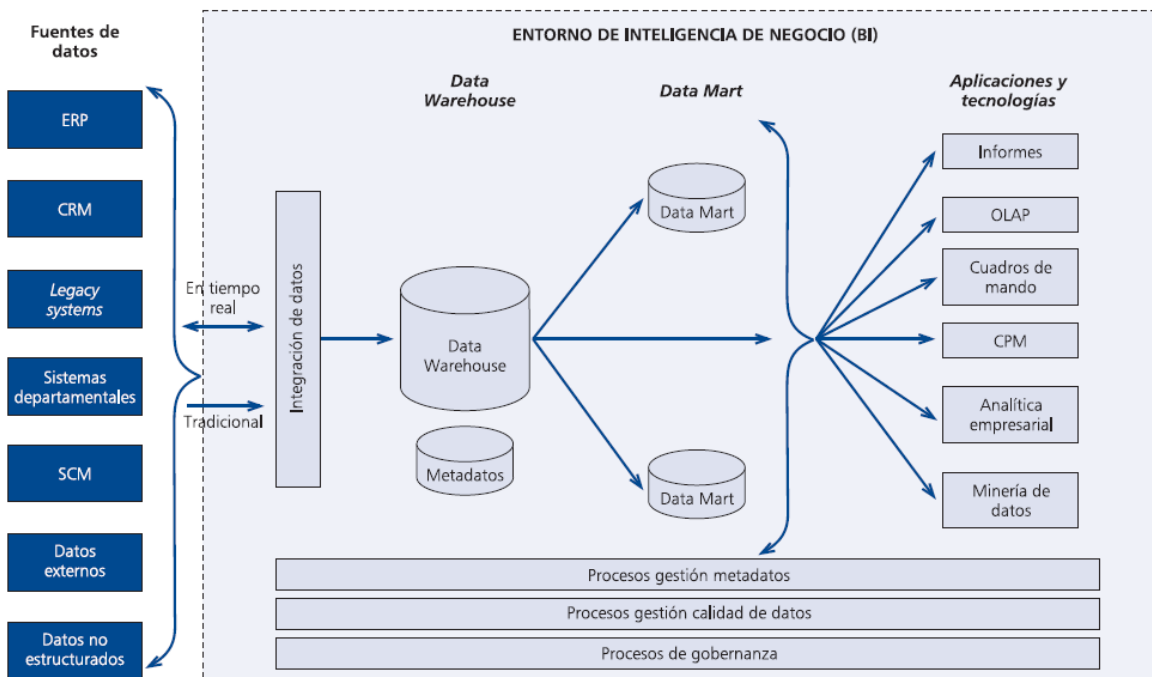 Fuentes de
datos
ERP
CRM
Legacy
systems
Sistemas
departamentales
SCM
Datos
externos
Datos no
estructurados
En tiempo
real
Tradicional
ENTORNO DE INTELIGENCIA DE NEGOCIO (BI)
Integración de datos
Data
Warehouse
Data
Warehouse
Metadatos
Data Mart
Data Mart
Data Mart
Aplicaciones y
tecnologías
Informes
OLAP
Cuadros de
mando
CPM
Analítica
empresarial
Minería de
datos
Procesos gestión metadatos
Procesos gestión calidad de datos
Procesos de gobernanza